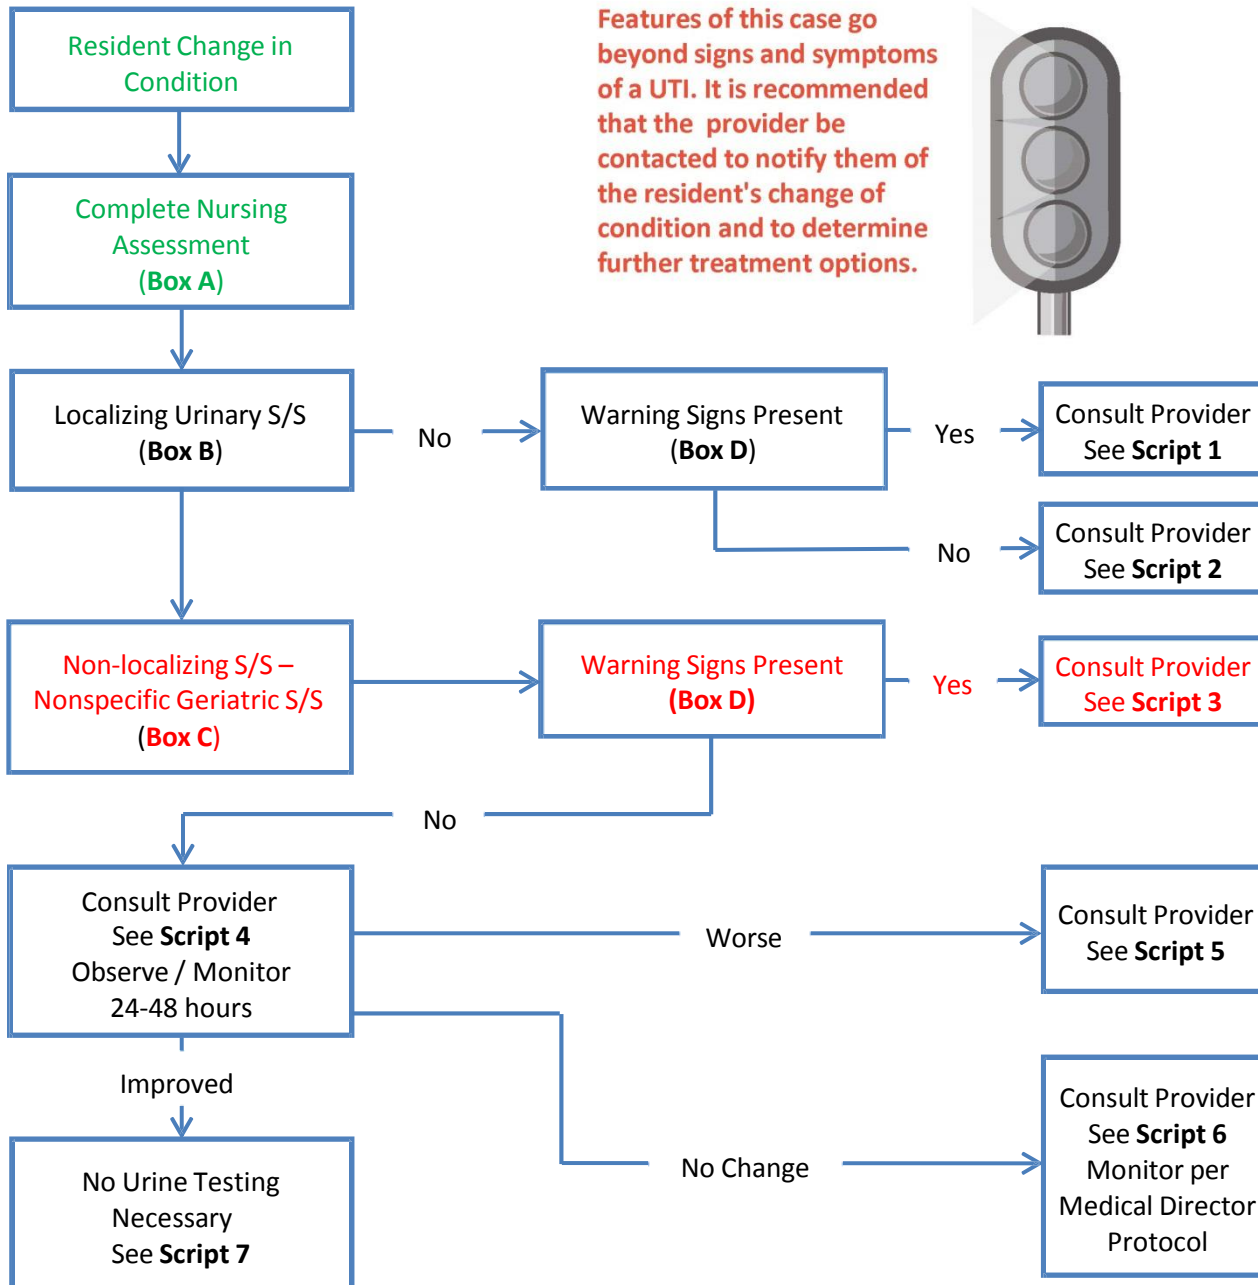 Resident Change in
Condition
Features of this case go
beyond signs and symptoms
of a UTI. It is recommended
that the provider be
contacted to notify them of
the resident's change of
condition and to determine
further treatment options.
Complete Nursing
Assessment
(Box A)
Localizing Urinary S/S
(Box B)
No
Warning Signs Present
(Box D)
Yes
Consult Provider
See Script 1
No
Consult Provider
See Script 2
Non-localizing S/S –
Nonspecific Geriatric S/S
(Box C)
Warning Signs Present
(Box D)
Yes
Consult Provider
See Script 3
No
Consult Provider
See Script 4
Observe / Monitor
24-48 hours
Worse
Consult Provider
See Script 5
Improved
No Change
Consult Provider
See Script 6
Monitor per
Medical Director
Protocol
No Urine Testing
Necessary
See Script 7